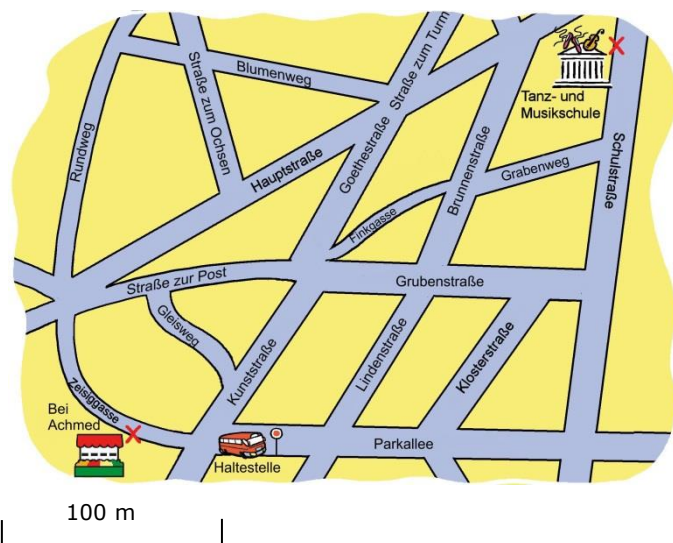 Straße zum Turm
Blumenweg
Straße zum Ochsen
Tanz- und
Musikschule
Rundweg
Hauptstraße
Goethestraße
Brunnenstraße
Grabenweg
Schulstraße
Finkgasse
Straße zur Post
Grubenstraße
Gleisweg
Kunststraße
Lindenstraße
Klosterstraße
Zeisiggasse
Bei
Achmed
Haltestelle
Parkallee
100 m